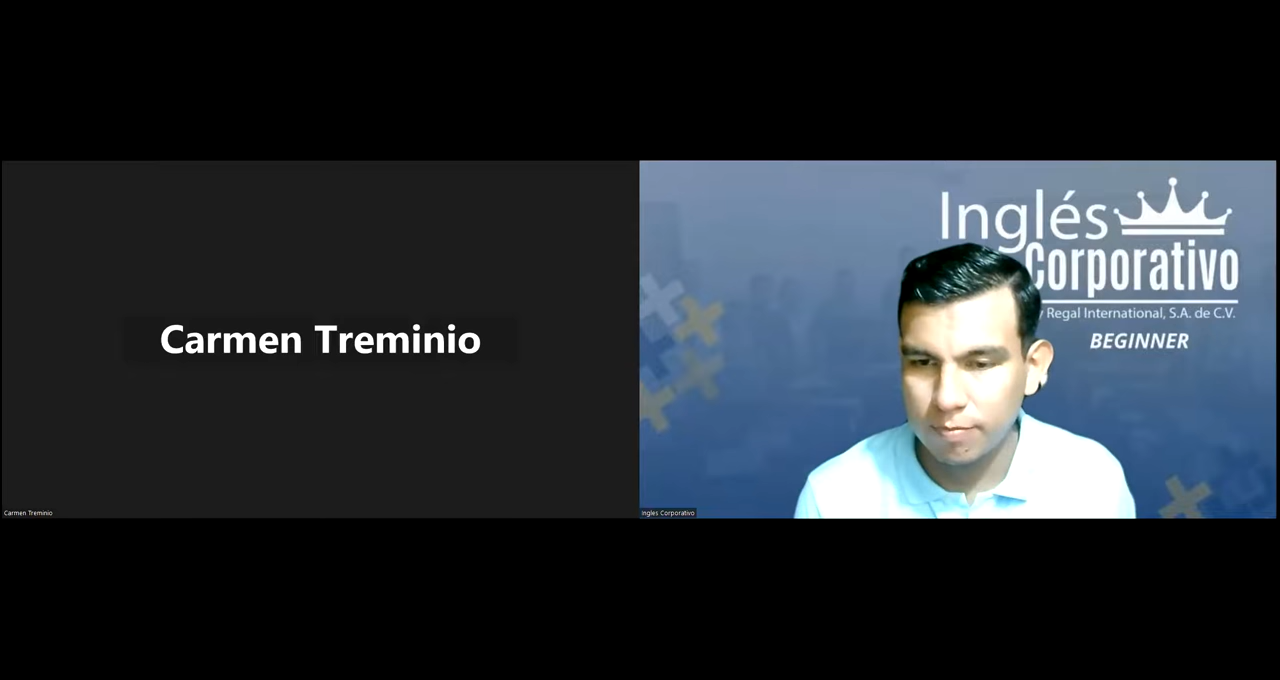 Carmen Treminio
Carmen Treminio
Inglés
Corporativo
y Regal International, S.A. de C.V.
BEGINNER
Ingles Corporativo